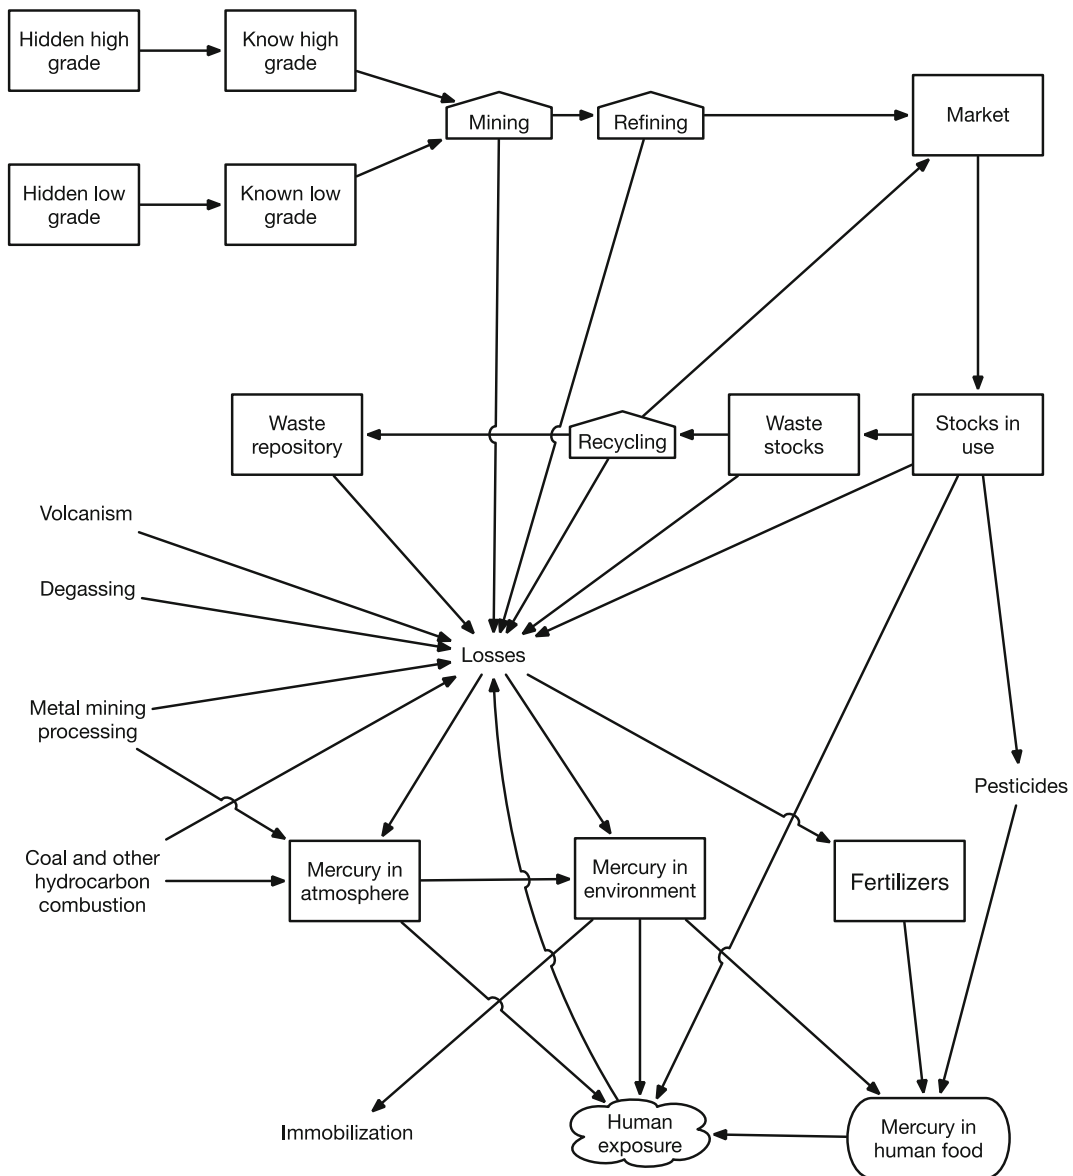 Hidden high
grade
Know high
grade
Mining
Refining
Market
Hidden low
grade
Known low
grade
Waste
repository
Recycling
Waste
stocks
Stocks in
use
Volcanism
Degassing
Losses
Metal mining
processing
Pesticides
Coal and other
hydrocarbon
combustion
Mercury in
atmosphere
Mercury in
environment
Fertilizers
Immobilization
Human
exposure
Mercury in
human food